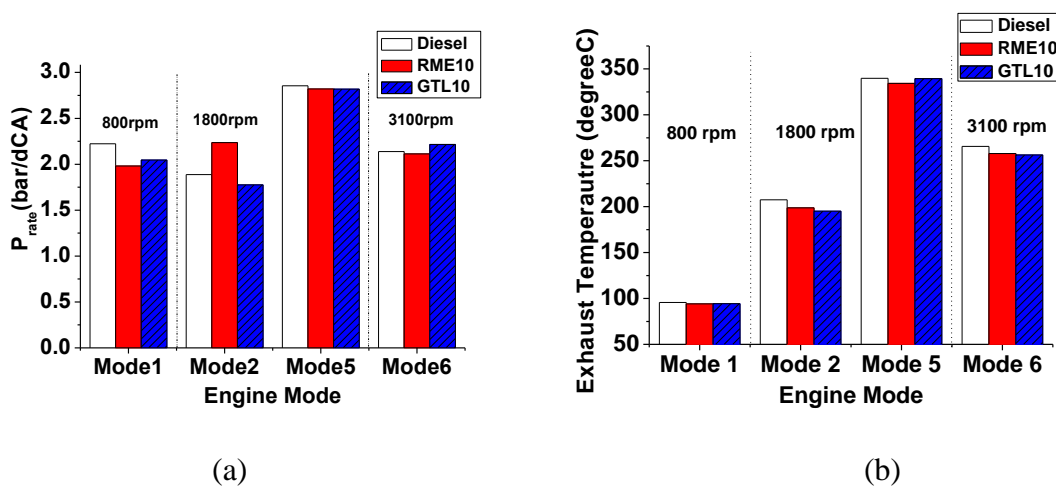 Diesel
RME10
GTL10
3.0
2.5
2.0
1.5
1.0
0.5
0.0
P_rate(bar/dCA)
800rpm
1800rpm
3100rpm
Mode1 Mode2 Mode5 Mode6
Engine Mode
(a)
Diesel
RME10
GTL10
350
300
250
200
150
100
50
Exhaust Temperautre (degreeC)
800 rpm
1800 rpm
3100 rpm
Mode 1 Mode 2 Mode 5 Mode 6
Engine Mode
(b)